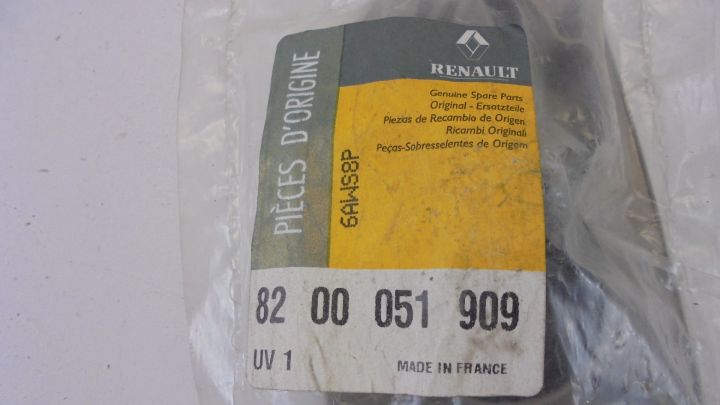 PIÈCES D'ORIGINE
RENAULT
Genuine Spare Parts
Original - Ersatzteile
Piezas de Recambio de Origen
Ricambi Originali
Peças-Sobresselentes de Origem
6AWS8P
82 00 051 909
UV 1
MADE IN FRANCE